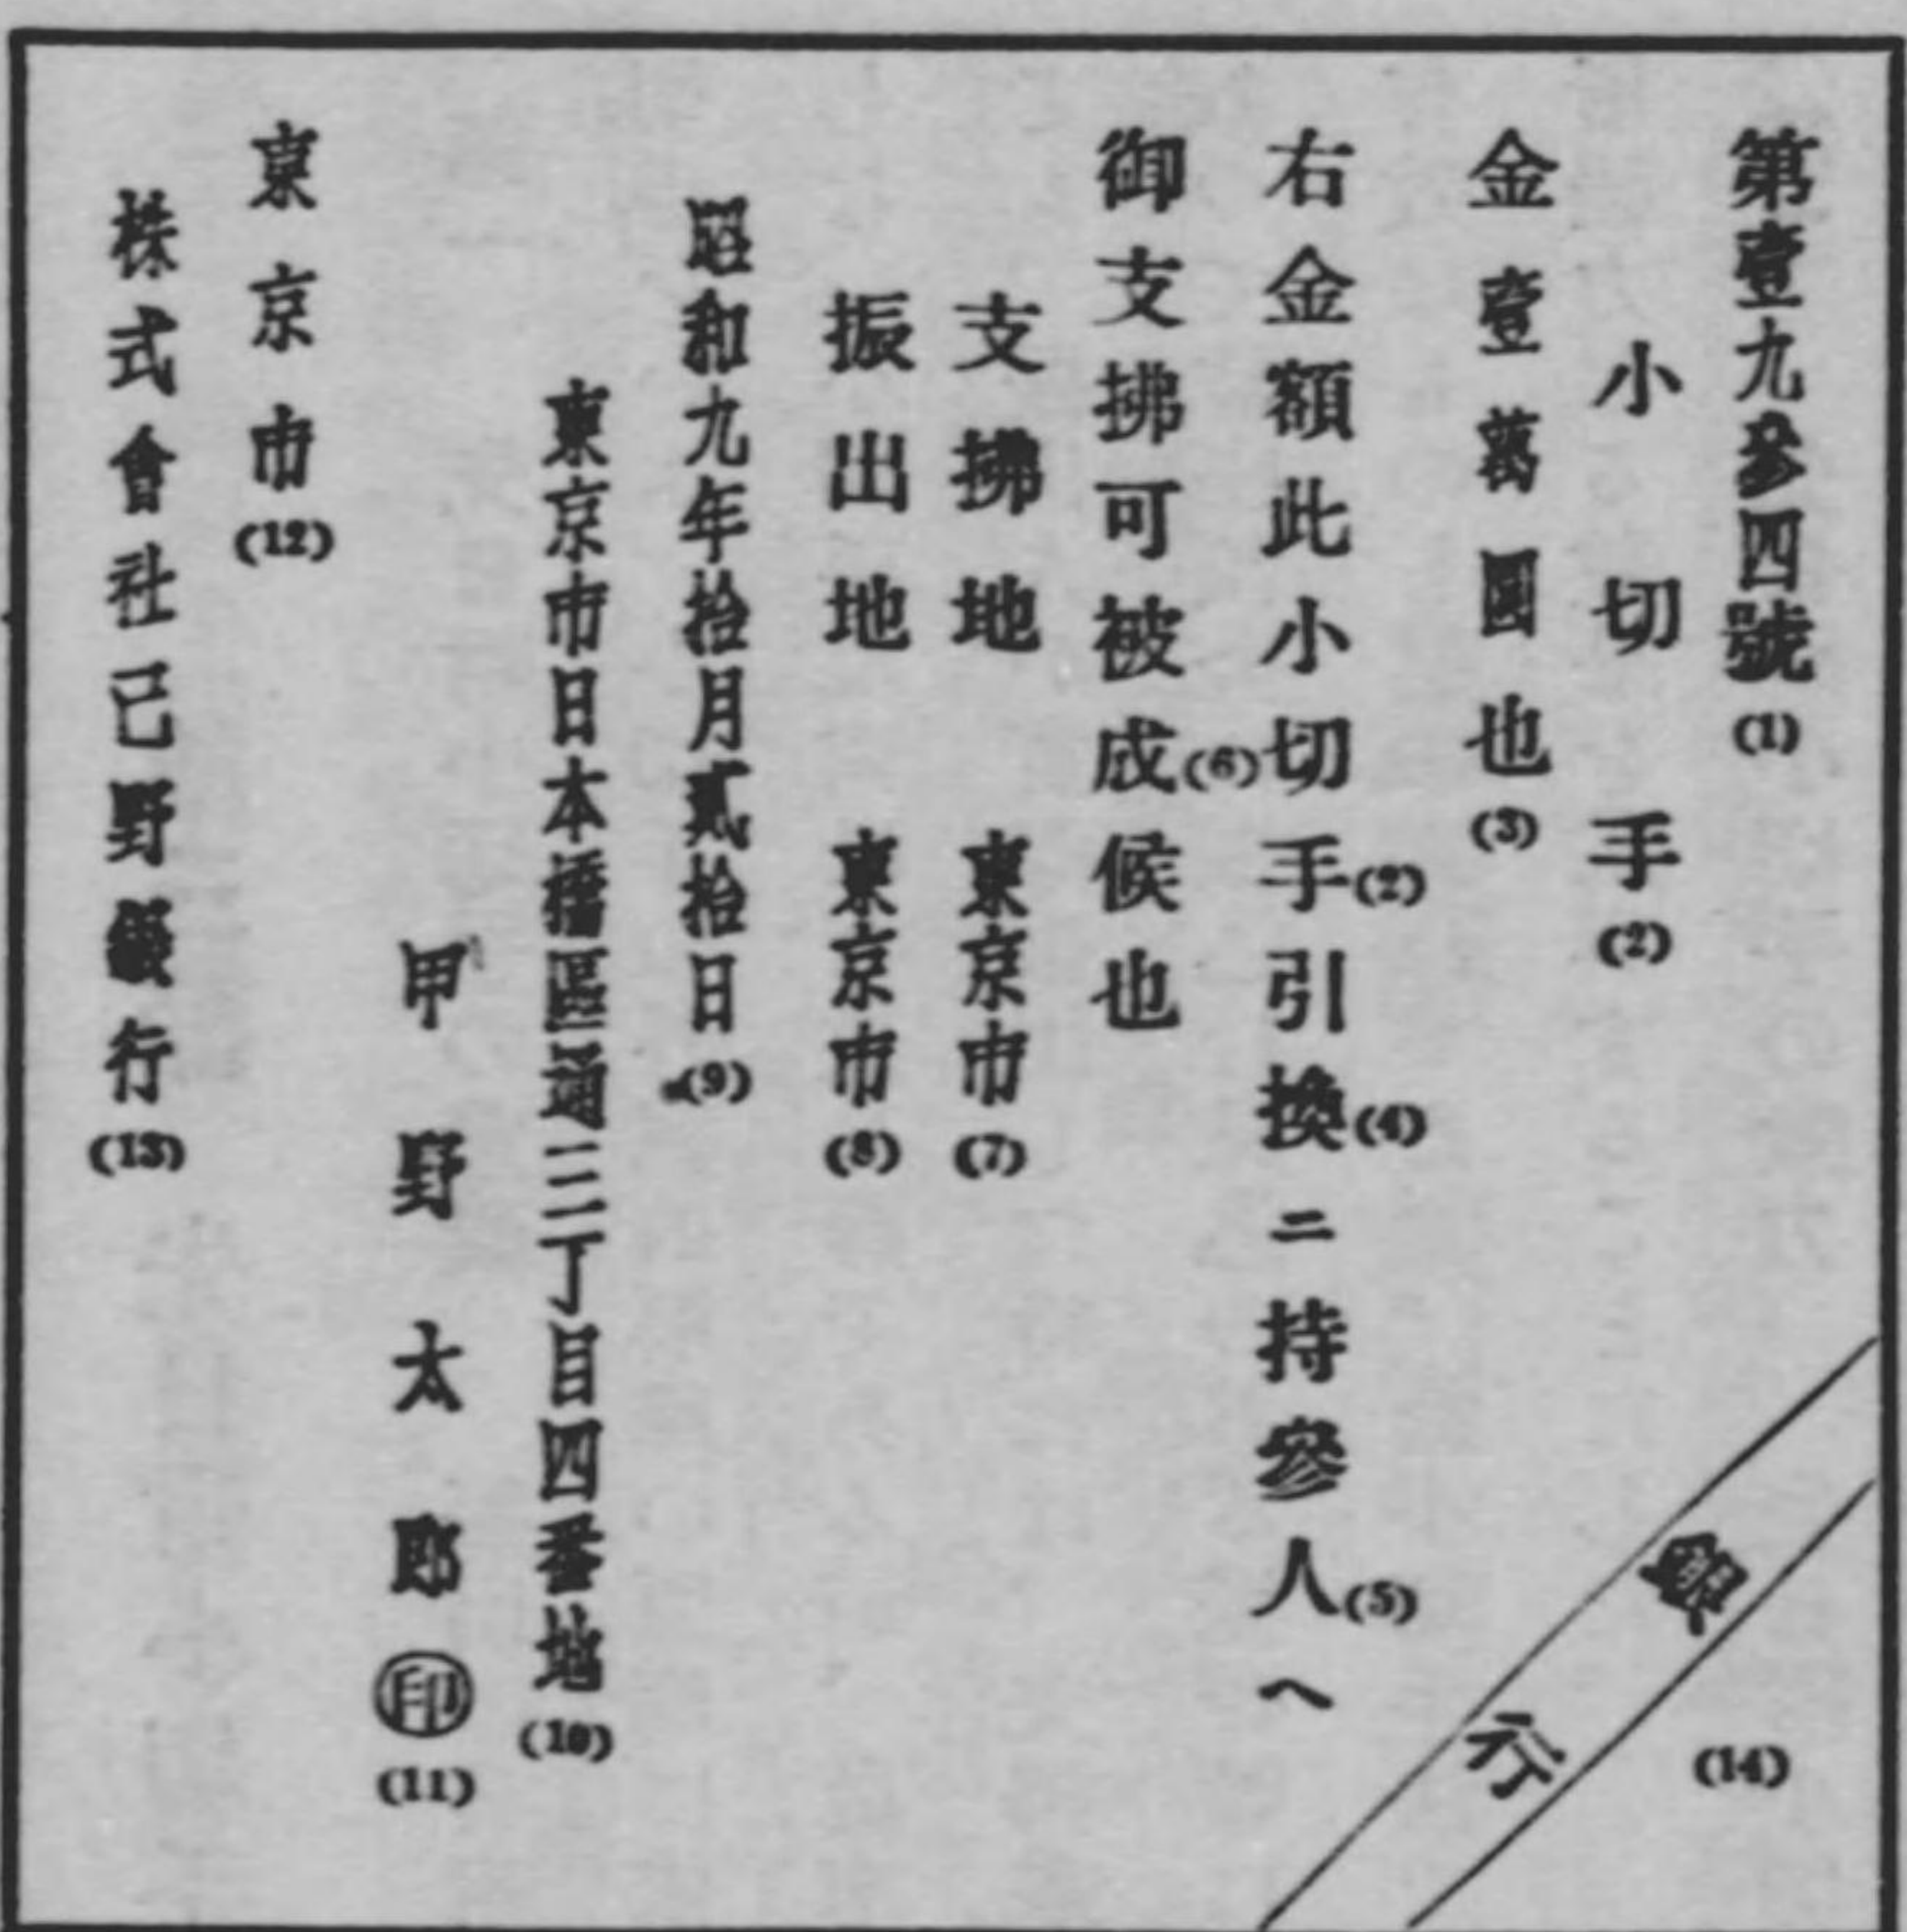 第壹九參四號(1)
小切手(2)
金壹萬圓也(3)
右金額此小切手(2)引換(4)ニ持參人(5)へ
御支拂可被成(6)候也
支拂地 東京市(7)
振出地 東京市(8)
昭和九年拾月貳拾日(9)
東京市日本橋區通三丁目四番地(10)
甲野太郎㊞(11)
東京市(12)
株式會社己野銀行(13)
銀行
(14)